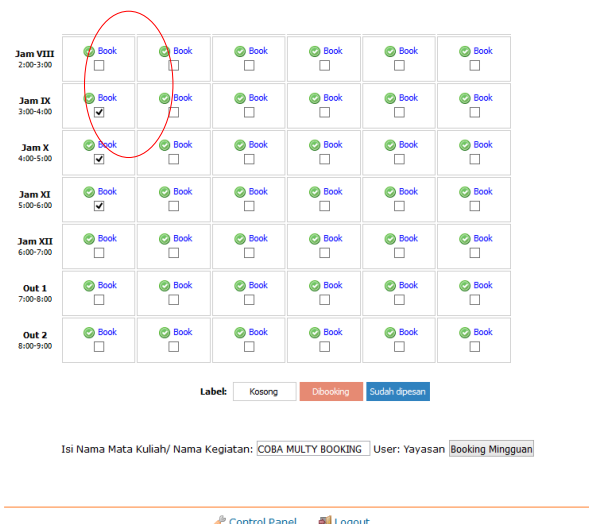 Jam VIII Book Book Book Book Book Book
2:00-3:00
Jam IX Book Book Book Book Book Book
3:00-4:00
Jam X Book Book Book Book Book Book
4:00-5:00
Jam XI Book Book Book Book Book Book
5:00-6:00
Jam XII Book Book Book Book Book Book
6:00-7:00
Out 1 Book Book Book Book Book Book
7:00-8:00
Out 2 Book Book Book Book Book Book
8:00-9:00
Label: Kosong Dibooking Sudah dipesan
Isi Nama Mata Kuliah/ Nama Kegiatan: COBA MULTY BOOKING User: Yayasan Booking Mingguan
Control Panel Logout